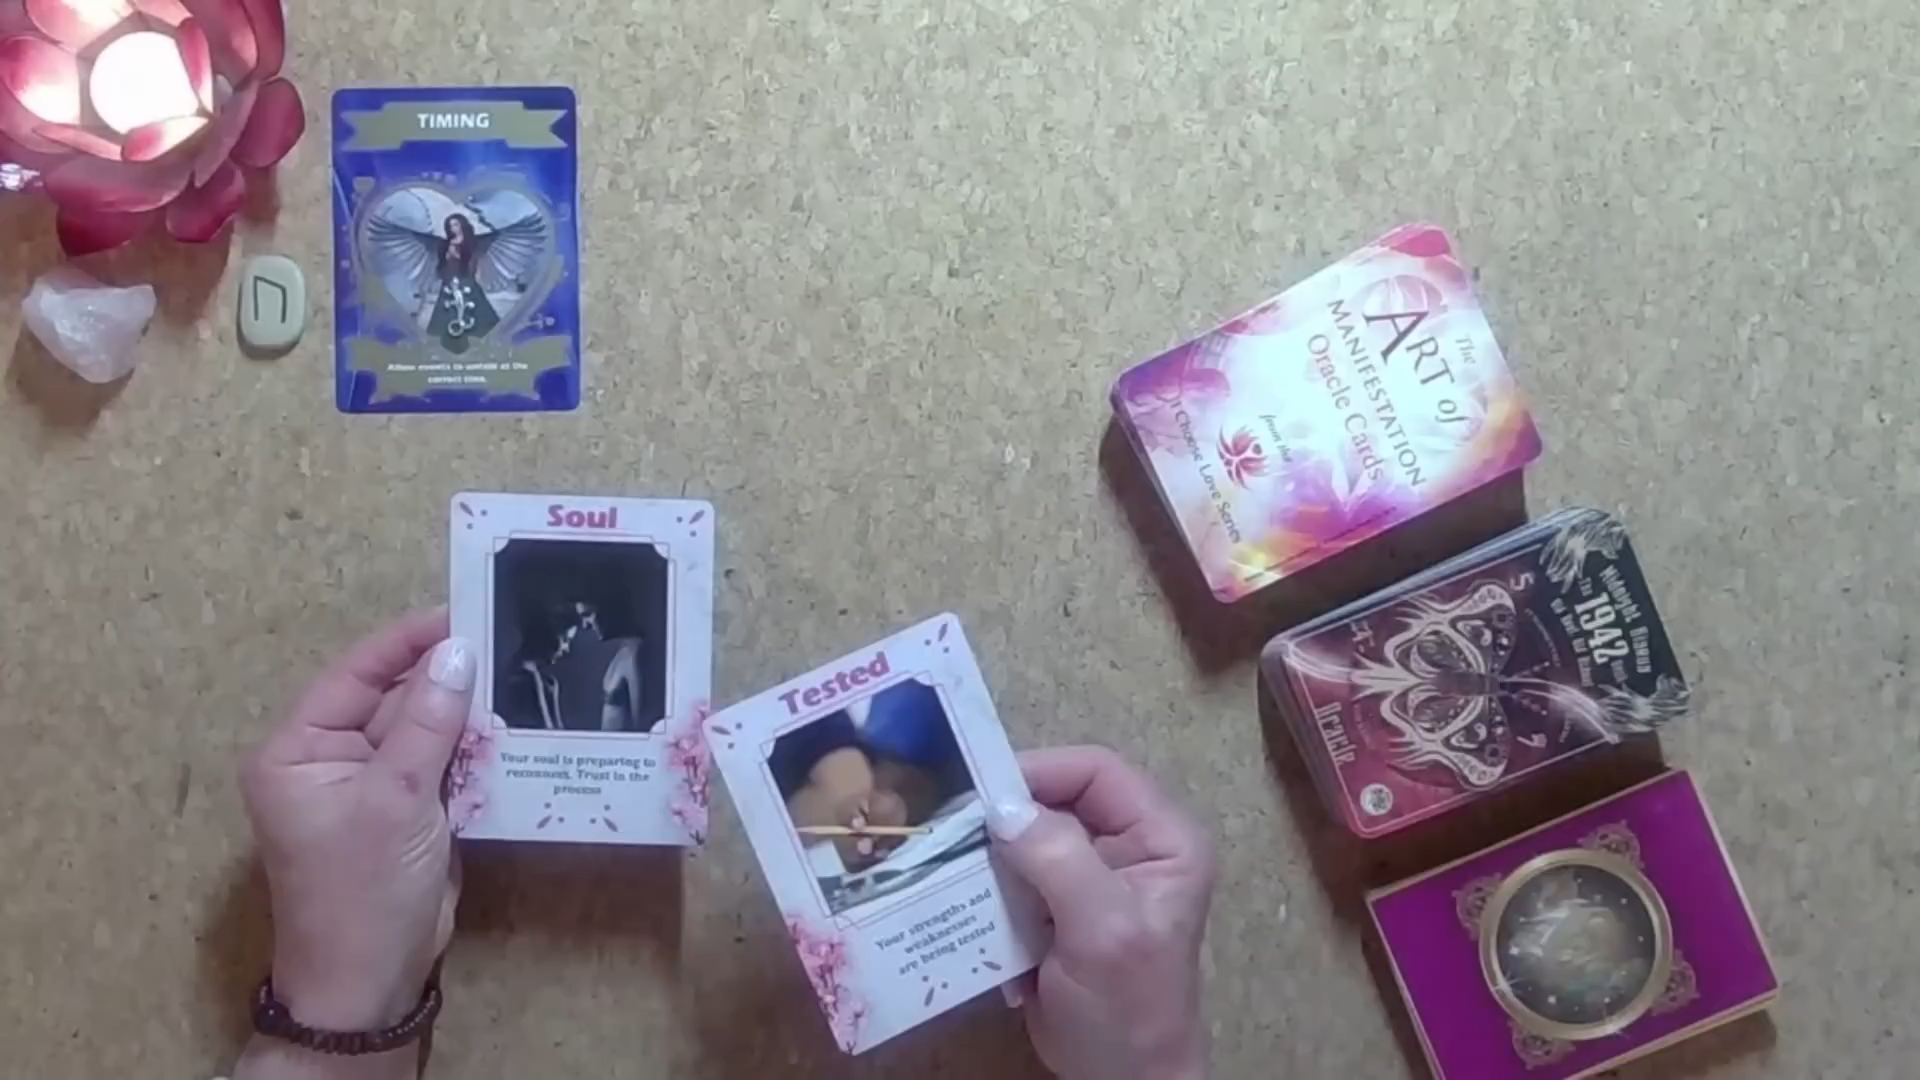 TIMING
Allow events to unfold at the
correct time.
Soul
Your soul is preparing to
reconnect. Trust in the
process
Tested
Your strengths and
weaknesses
are being tested
The
ART of
MANIFESTATION
Oracle Cards
from the
Choose Love Series
Midnight
The 1942
Oracle